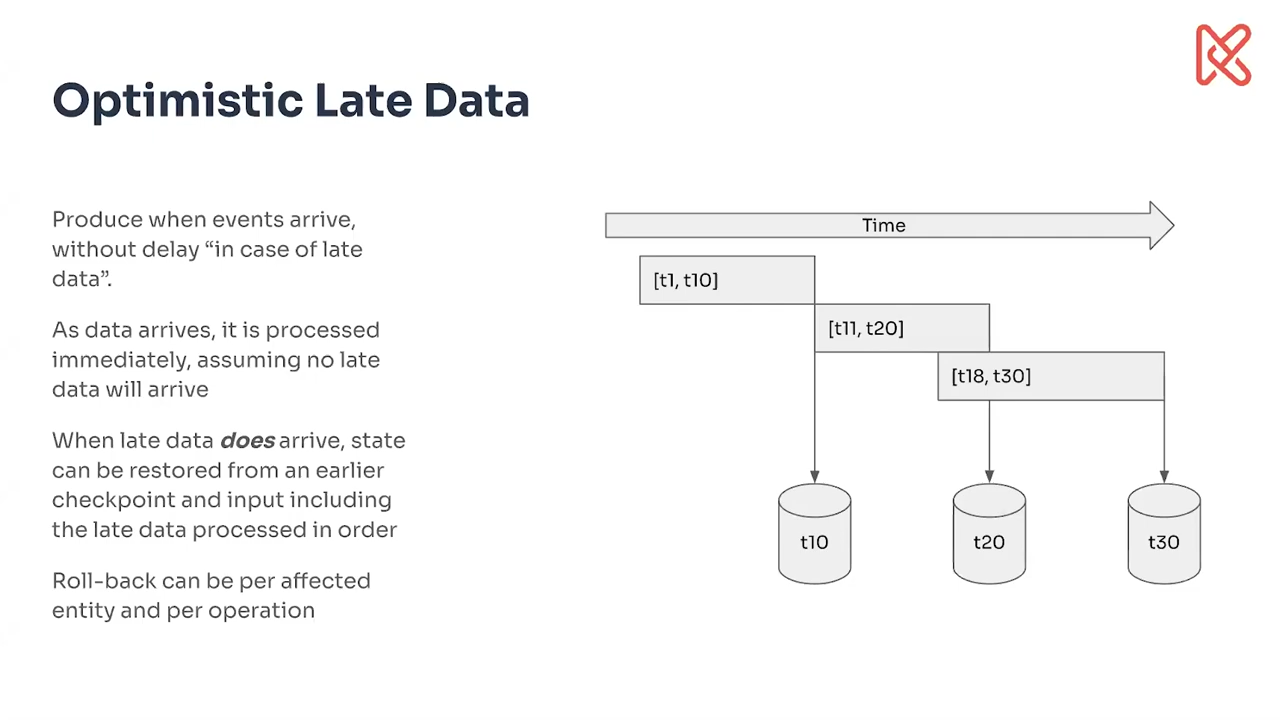 Optimistic Late Data
Produce when events arrive,
without delay “in case of late
data”.
As data arrives, it is processed
immediately, assuming no late
data will arrive
When late data does arrive, state
can be restored from an earlier
checkpoint and input including
the late data processed in order
Roll-back can be per affected
entity and per operation
Time
[t1, t10]
[t11, t20]
[t18, t30]
t10
t20
t30